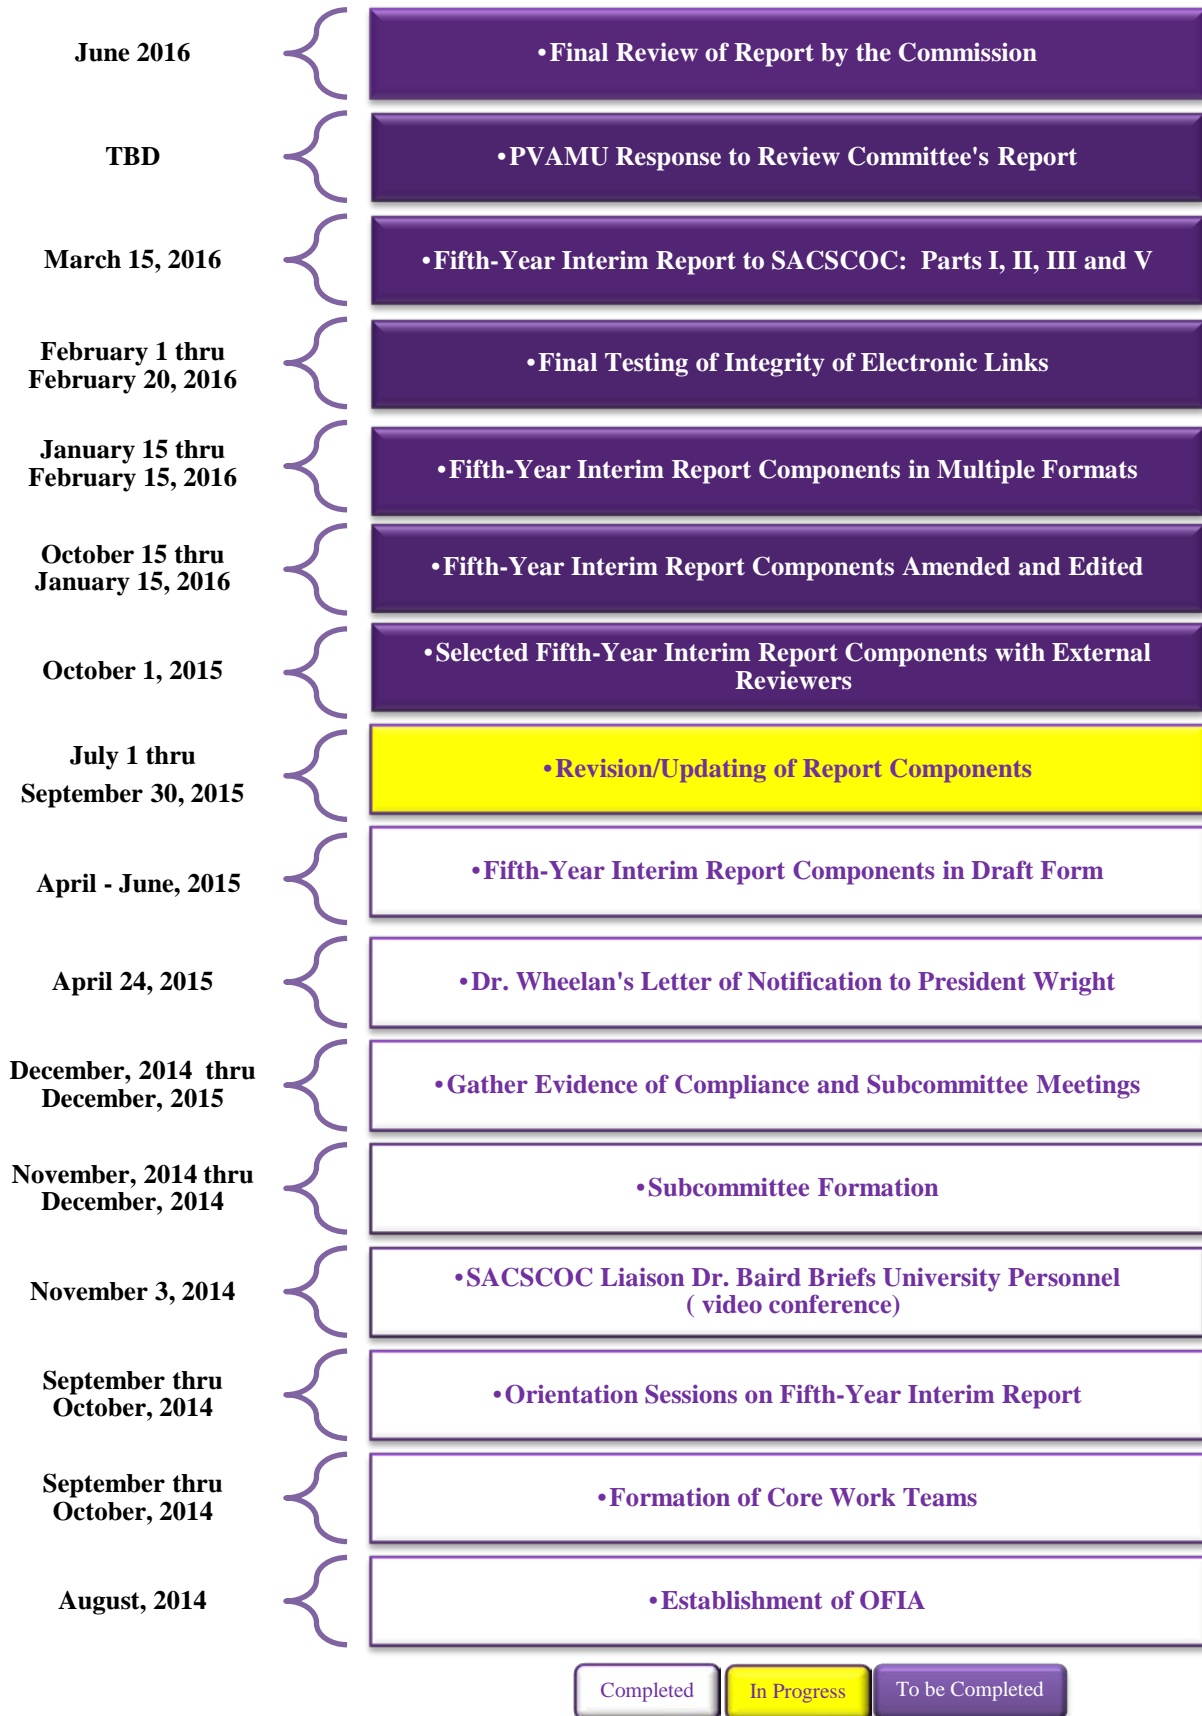 June 2016
•Final Review of Report by the Commission
TBD
•PVAMU Response to Review Committee's Report
March 15, 2016
•Fifth-Year Interim Report to SACSCOC:  Parts I, II, III and V
February 1 thru
February 20, 2016
•Final Testing of Integrity of Electronic Links
January 15 thru
February 15, 2016
•Fifth-Year Interim Report Components in Multiple Formats
October 15 thru
January 15, 2016
•Fifth-Year Interim Report Components Amended and Edited
October 1, 2015
•Selected Fifth-Year Interim Report Components with External
Reviewers
July 1 thru
September 30, 2015
•Revision/Updating of Report Components
April - June, 2015
•Fifth-Year Interim Report Components in Draft Form
April 24, 2015
•Dr. Wheelan's Letter of Notification to President Wright
December, 2014  thru
December, 2015
•Gather Evidence of Compliance and Subcommittee Meetings
November, 2014 thru
December, 2014
•Subcommittee Formation
November 3, 2014
•SACSCOC Liaison Dr. Baird Briefs University Personnel
( video conference)
September thru
October, 2014
•Orientation Sessions on Fifth-Year Interim Report
September thru
October, 2014
•Formation of Core Work Teams
August, 2014
•Establishment of OFIA
Completed
In Progress
To be Completed